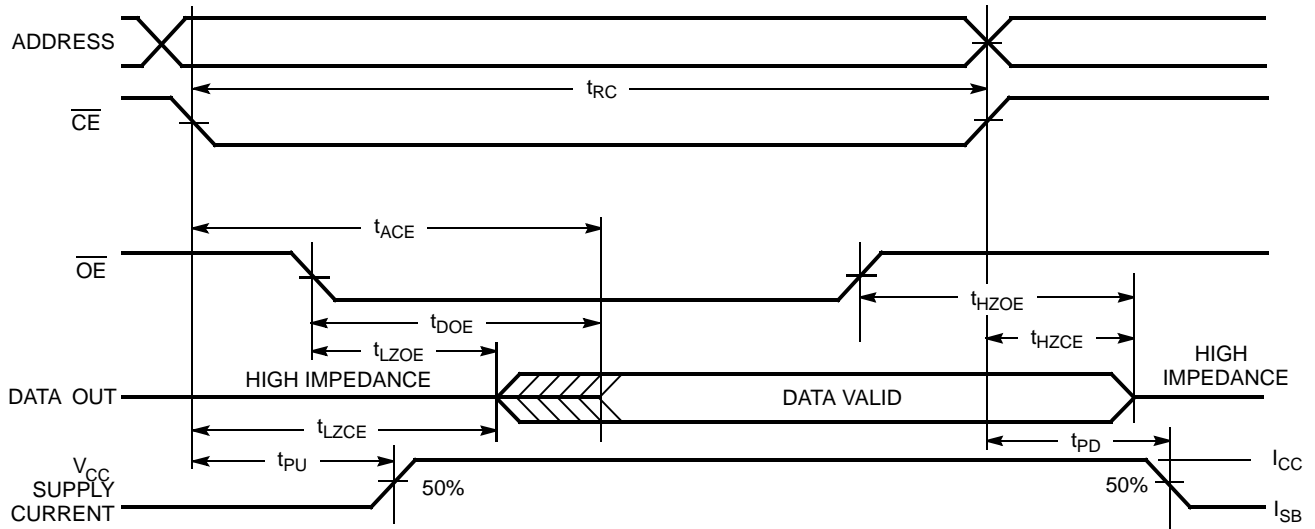 ADDRESS
tRC
CE
tACE
OE
tHZOE
tDOE
tHZCE
tLZOE
HIGH IMPEDANCE
HIGH
IMPEDANCE
DATA OUT
DATA VALID
tLZCE
tPU
tPD
VCC
SUPPLY
CURRENT
50%
50%
ICC
ISB